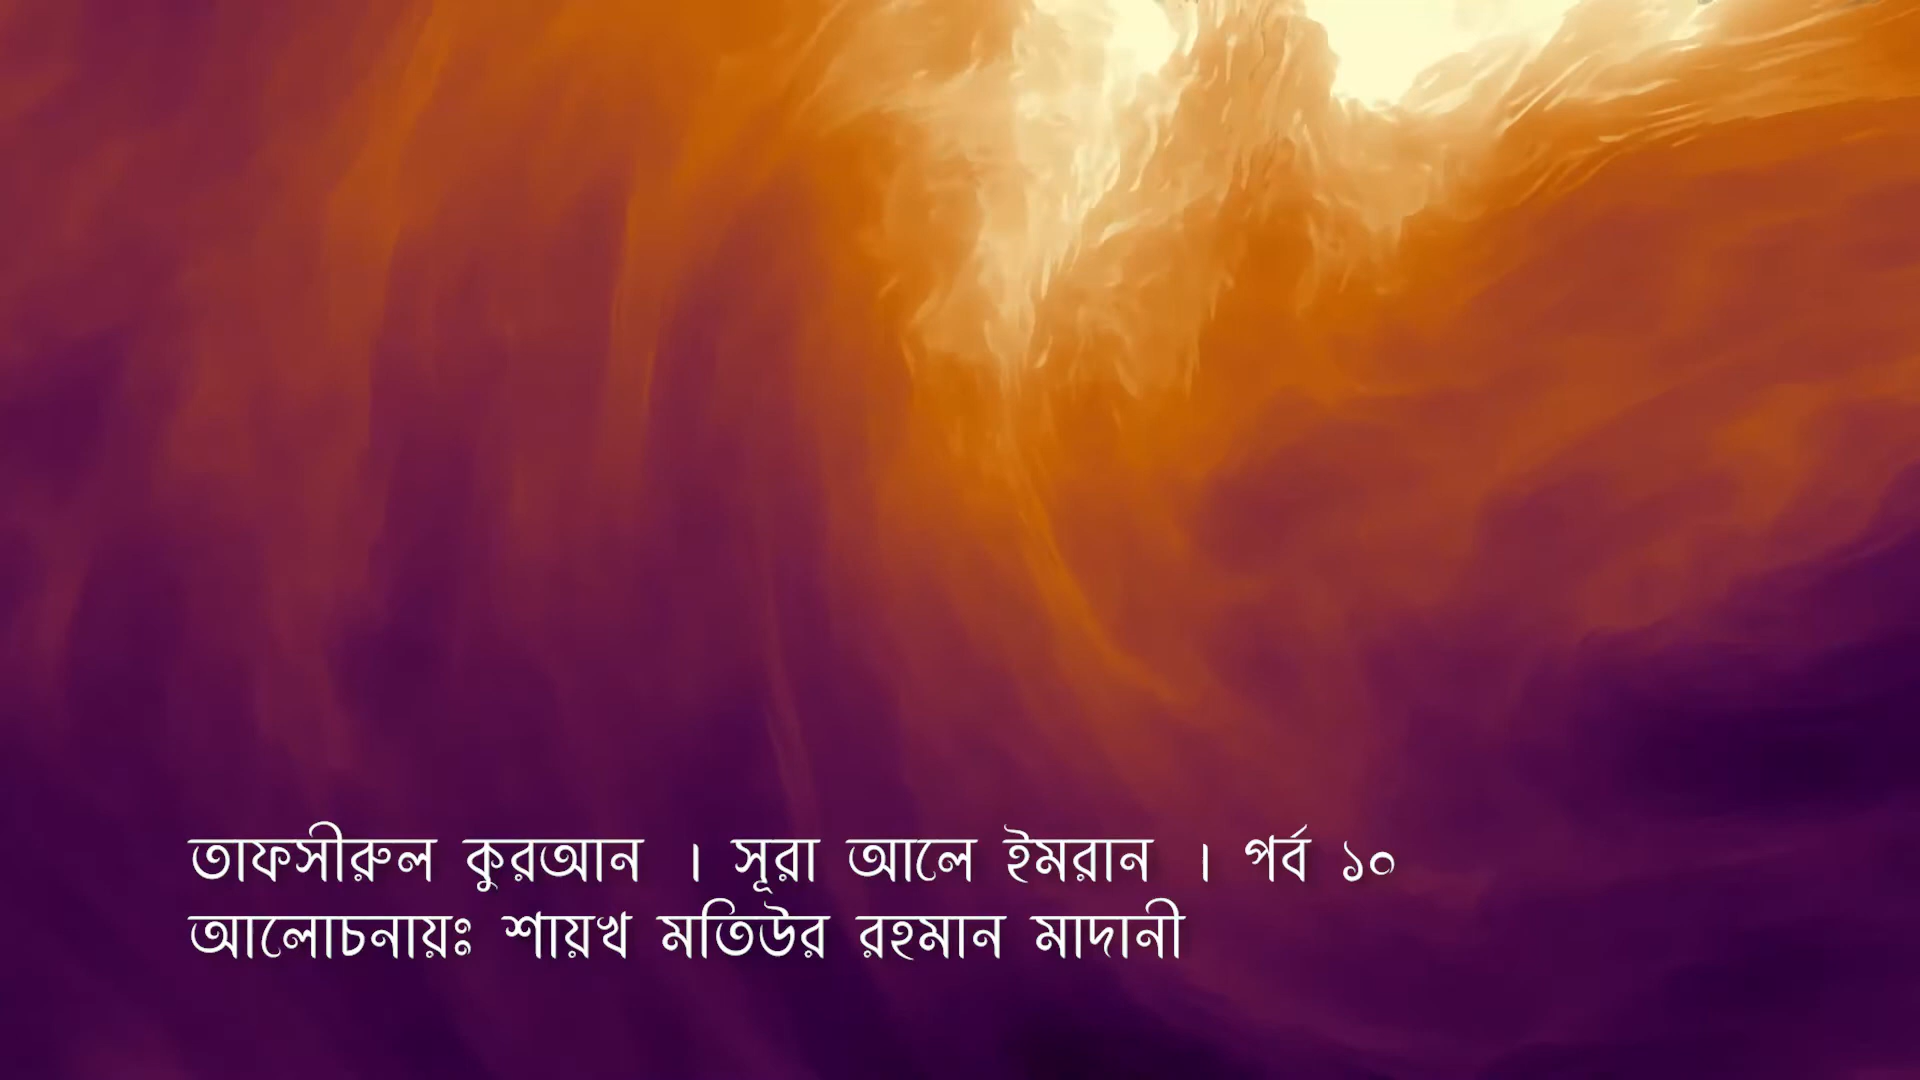 তাফসীরুল কুরআন । সূরা আলে ইমরান । পর্ব ১০
আলোচনায়ঃ শায়খ মতিউর রহমান মাদানী